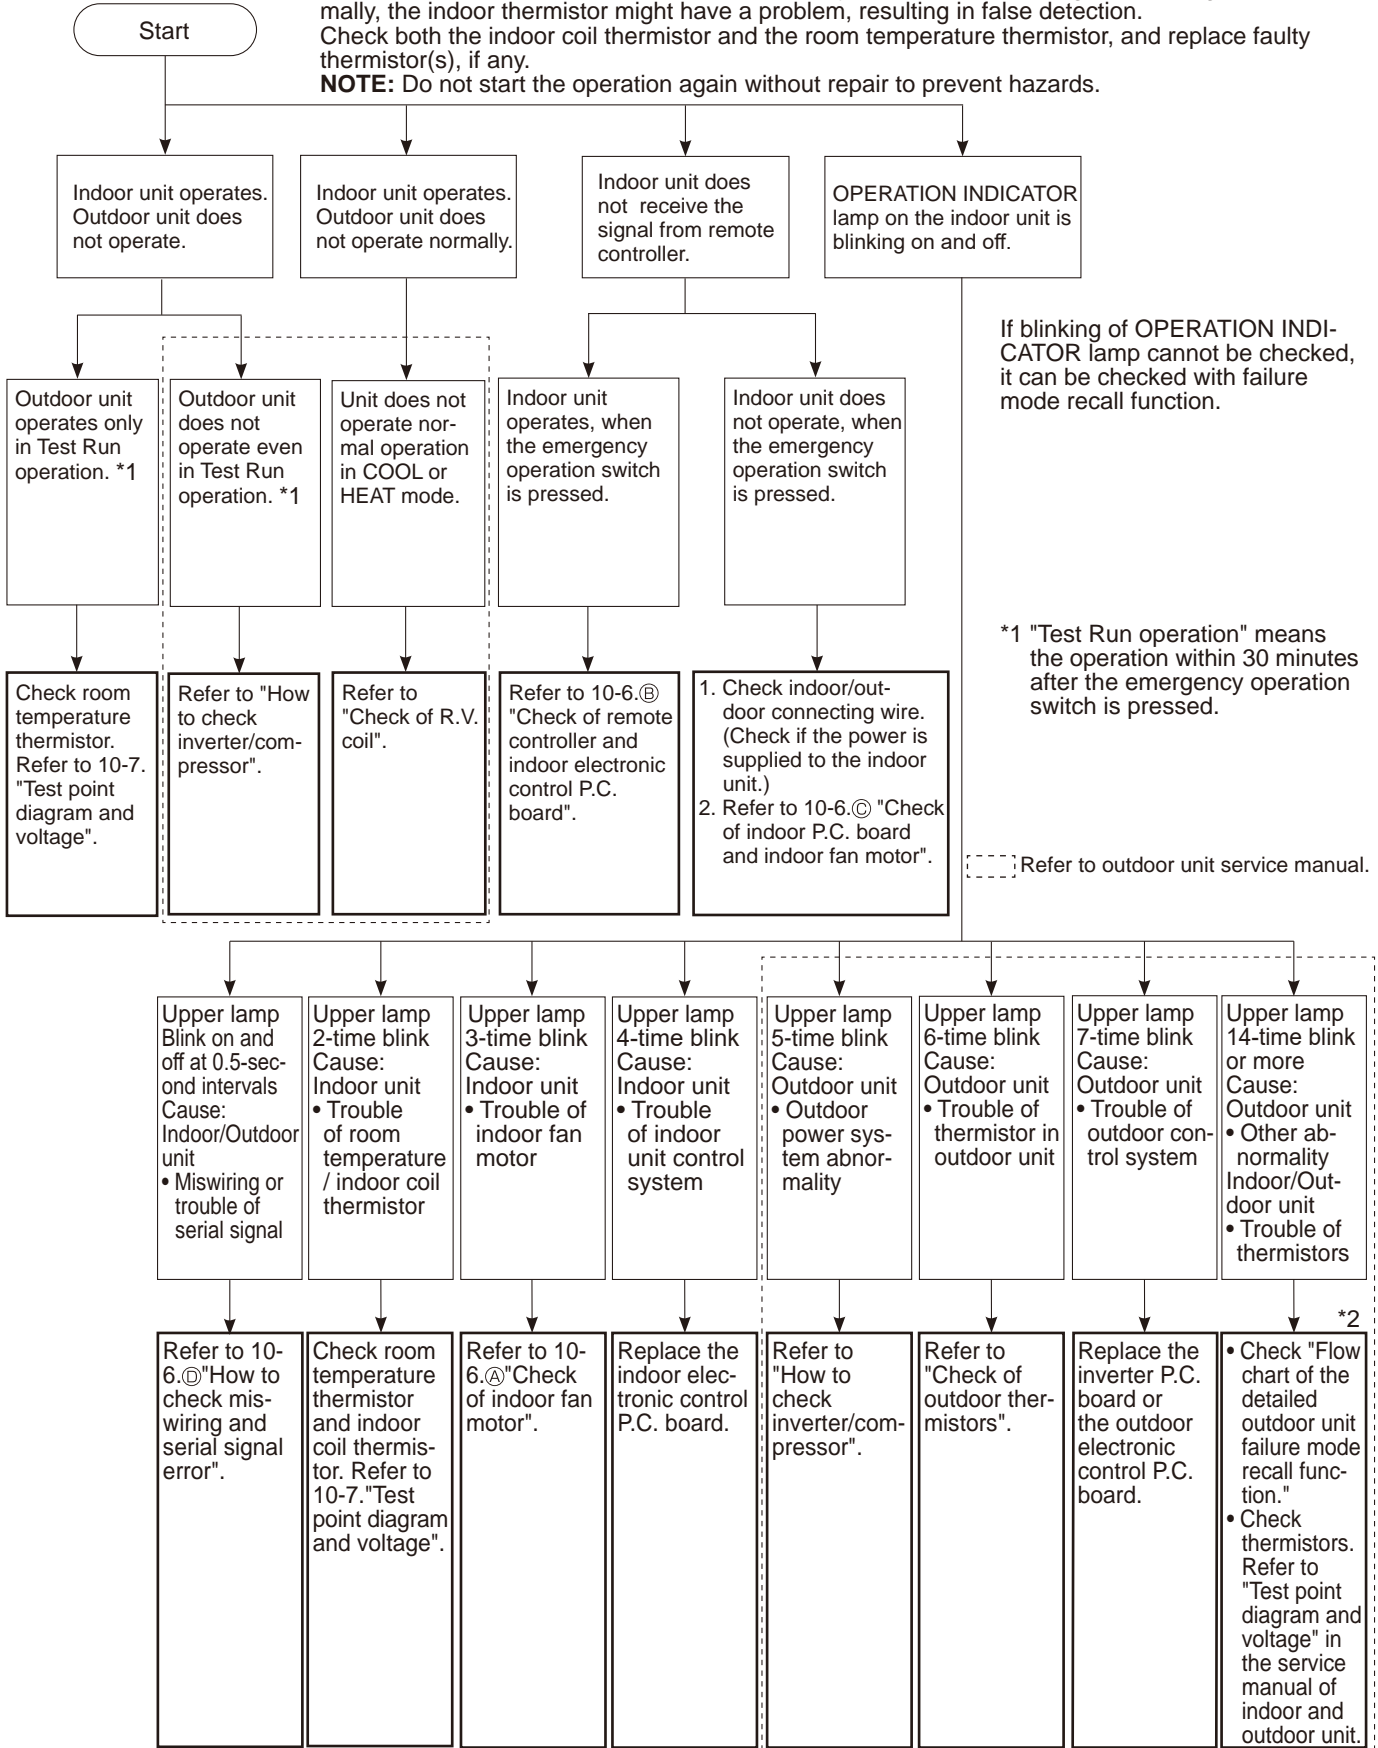 mally, the indoor thermistor might have a problem, resulting in false detection.
Check both the indoor coil thermistor and the room temperature thermistor, and replace faulty
thermistor(s), if any.
NOTE: Do not start the operation again without repair to prevent hazards.
Start
Indoor unit operates.
Outdoor unit does
not operate.
Indoor unit operates.
Outdoor unit does
not operate normally.
Indoor unit does
not receive the
signal from remote
controller.
OPERATION INDICATOR
lamp on the indoor unit is
blinking on and off.
If blinking of OPERATION INDI-
CATOR lamp cannot be checked,
it can be checked with failure
mode recall function.
Outdoor unit
operates only
in Test Run
operation. *1
Outdoor unit
does not
operate even
in Test Run
operation. *1
Unit does not
operate nor-
mal operation
in COOL or
HEAT mode.
Indoor unit
operates, when
the emergency
operation switch
is pressed.
Indoor unit does
not operate, when
the emergency
operation switch
is pressed.
*1 "Test Run operation" means
the operation within 30 minutes
after the emergency operation
switch is pressed.
Check room
temperature
thermistor.
Refer to 10-7.
"Test point
diagram and
voltage".
Refer to "How
to check
inverter/com-
pressor".
Refer to
"Check of R.V.
coil".
Refer to 10-6.Ⓑ
"Check of remote
controller and
indoor electronic
control P.C.
board".
1. Check indoor/out-
door connecting wire.
(Check if the power is
supplied to the indoor
unit.)
2. Refer to 10-6.Ⓒ "Check
of indoor P.C. board
and indoor fan motor".
Refer to outdoor unit service manual.
Upper lamp
Blink on and
off at 0.5-sec-
ond intervals
Cause:
Indoor/Outdoor
unit
• Miswiring or
trouble of
serial signal
Upper lamp
2-time blink
Cause:
Indoor unit
• Trouble
of room
temperature
/ indoor coil
thermistor
Upper lamp
3-time blink
Cause:
Indoor unit
• Trouble of
indoor fan
motor
Upper lamp
4-time blink
Cause:
Indoor unit
• Trouble
of indoor
unit control
system
Upper lamp
5-time blink
Cause:
Outdoor unit
• Outdoor
power sys-
tem abnor-
mality
Upper lamp
6-time blink
Cause:
Outdoor unit
• Trouble of
thermistor in
outdoor unit
Upper lamp
7-time blink
Cause:
Outdoor unit
• Trouble of
outdoor con-
trol system
Upper lamp
14-time blink
or more
Cause:
Outdoor unit
• Other ab-
normality
Indoor/Out-
door unit
• Trouble of
thermistors
*2
Refer to 10-
6.Ⓓ"How to
check mis-
wiring and
serial signal
error".
Check room
temperature
thermistor
and indoor
coil thermis-
tor. Refer to
10-7."Test
point diagram
and voltage".
Refer to 10-
6.Ⓐ"Check
of indoor fan
motor".
Replace the
indoor elec-
tronic control
P.C. board.
Refer to
"How to
check
inverter/com-
pressor".
Refer to
"Check of
outdoor ther-
mistors".
Replace the
inverter P.C.
board or
the outdoor
electronic
control P.C.
board.
• Check "Flow
chart of the
detailed
outdoor unit
failure mode
recall func-
tion."
• Check
thermistors.
Refer to
"Test point
diagram and
voltage" in
the service
manual of
indoor and
outdoor unit.